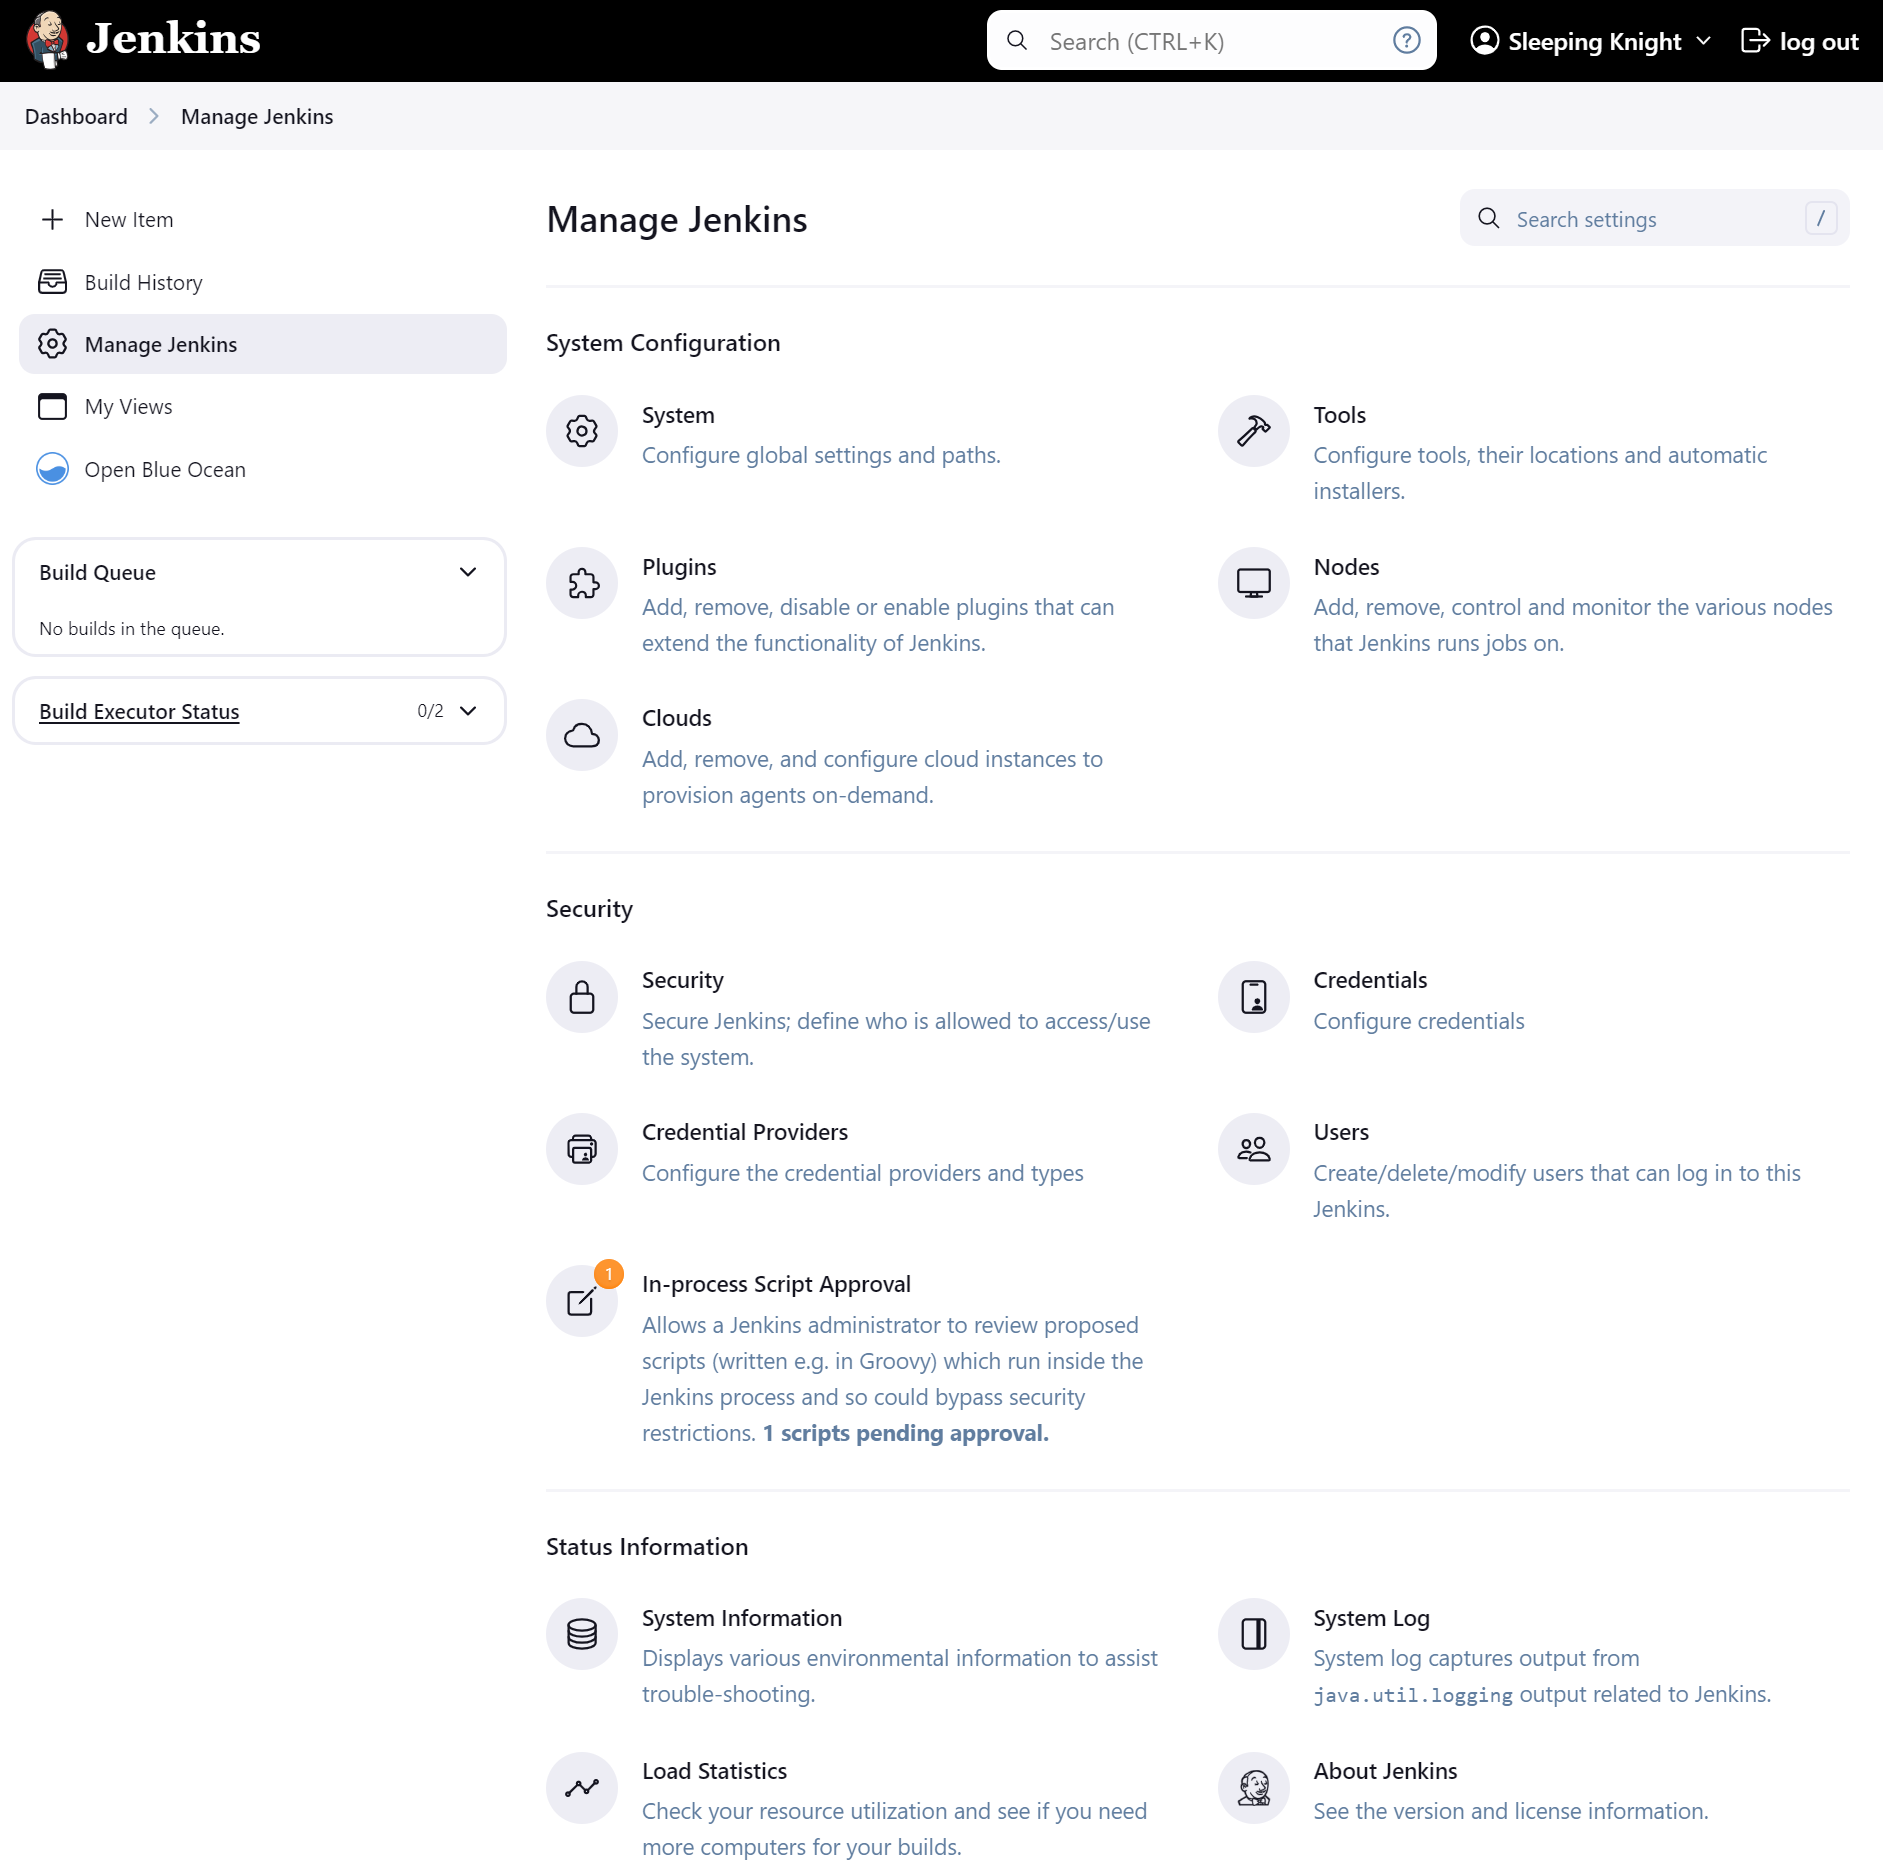 Jenkins
Search (CTRL+K)
?
Sleeping Knight
log out
Dashboard
Manage Jenkins
New Item
Build History
Manage Jenkins
My Views
Open Blue Ocean
Build Queue
No builds in the queue.
Build Executor Status
0/2
Manage Jenkins
Search settings
/
System Configuration
System
Configure global settings and paths.
Tools
Configure tools, their locations and automatic
installers.
Plugins
Add, remove, disable or enable plugins that can
extend the functionality of Jenkins.
Nodes
Add, remove, control and monitor the various nodes
that Jenkins runs jobs on.
Clouds
Add, remove, and configure cloud instances to
provision agents on-demand.
Security
Security
Secure Jenkins; define who is allowed to access/use
the system.
Credentials
Configure credentials
Credential Providers
Configure the credential providers and types
Users
Create/delete/modify users that can log in to this
Jenkins.
1
In-process Script Approval
Allows a Jenkins administrator to review proposed
scripts (written e.g. in Groovy) which run inside the
Jenkins process and so could bypass security
restrictions. 1 scripts pending approval.
Status Information
System Information
Displays various environmental information to assist
trouble-shooting.
System Log
System log captures output from
java.util.logging output related to Jenkins.
Load Statistics
Check your resource utilization and see if you need
more computers for your builds.
About Jenkins
See the version and license information.